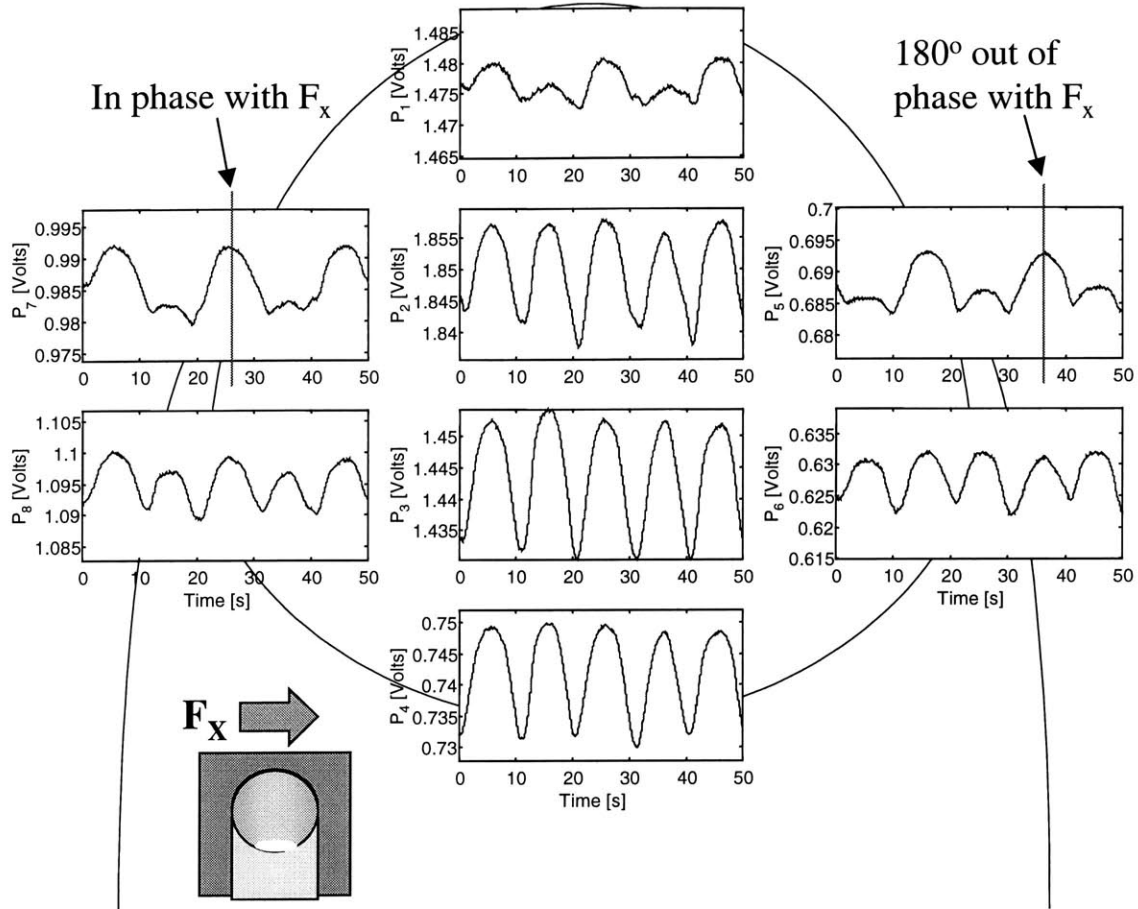 In phase with Fₓ
180° out of
phase with Fₓ
P₁ [Volts]
1.485
1.48
1.475
1.47
1.465
0 10 20 30 40 50
P₇ [Volts]
0.995
0.99
0.985
0.98
0.975
0 10 20 30 40 50
P₂ [Volts]
1.855
1.85
1.845
1.84
0 10 20 30 40 50
P₅ [Volts]
0.7
0.695
0.69
0.685
0.68
0 10 20 30 40 50
P₈ [Volts]
1.105
1.1
1.095
1.09
1.085
0 10 20 30 40 50
Time [s]
P₃ [Volts]
1.45
1.445
1.44
1.435
0 10 20 30 40 50
P₆ [Volts]
0.635
0.63
0.625
0.62
0.615
0 10 20 30 40 50
Time [s]
P₄ [Volts]
0.75
0.745
0.74
0.735
0.73
0 10 20 30 40 50
Time [s]
Fₓ